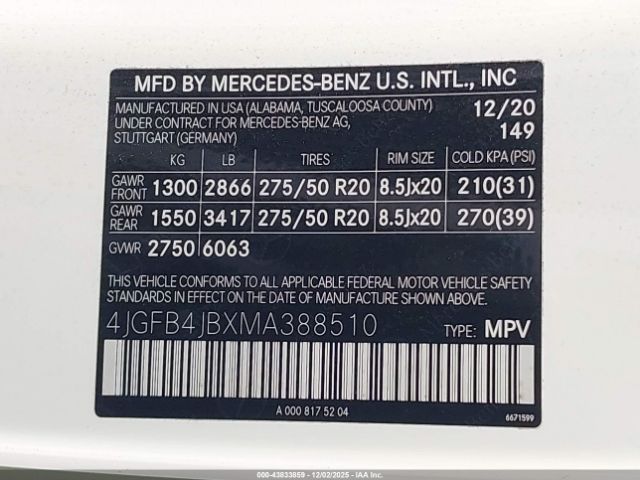 MFD BY MERCEDES-BENZ U.S. INTL., INC
MANUFACTURED IN USA (ALABAMA, TUSCALOOSA COUNTY) 12/20
UNDER CONTRACT FOR MERCEDES-BENZ AG, 149
STUTTGART (GERMANY)
KG LB TIRES RIM SIZE COLD KPA (PSI)
GAWR FRONT 1300 2866 275/50 R20 8.5Jx20 210(31)
GAWR REAR 1550 3417 275/50 R20 8.5Jx20 270(39)
GVWR 2750 6063
THIS VEHICLE CONFORMS TO ALL APPLICABLE FEDERAL MOTOR VEHICLE SAFETY
STANDARDS IN EFFECT ON THE DATE OF MANUFACTURE SHOWN ABOVE.
4JGFB4JBXMA388510 TYPE: MPV
A 000 817 52 04
6671599
000-43833859 - 12/02/2025 - IAA Inc.